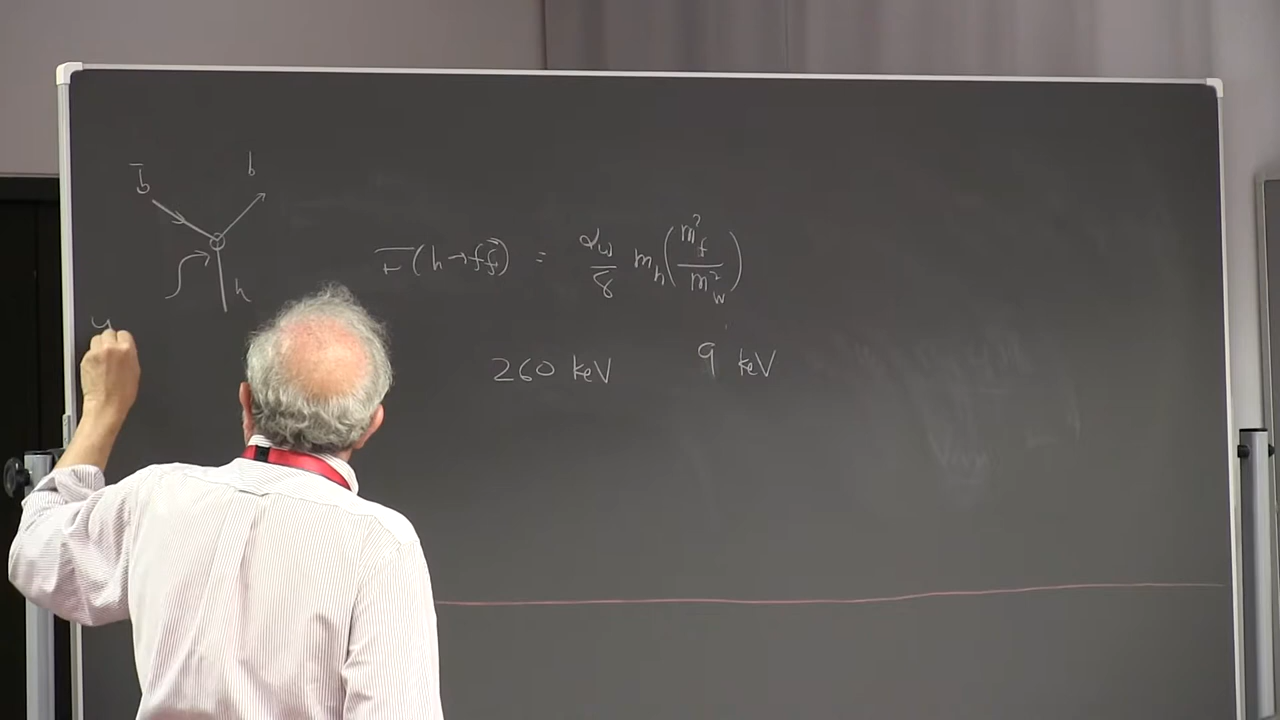 b̅ b
h
Γ(h→ff̅) = α_w/8 m_h (m_f²/m_w²)
260 keV 9 keV
y